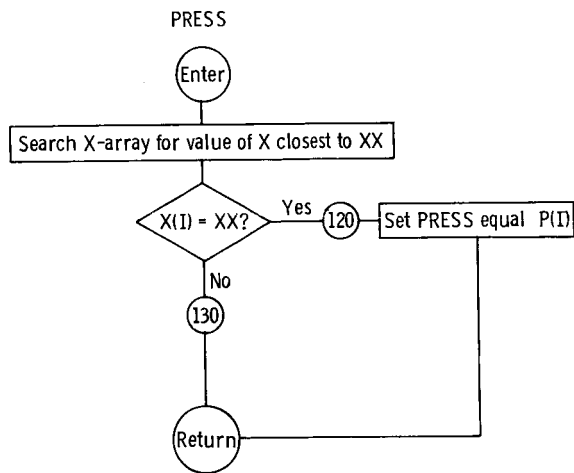 PRESS
Enter
Search X-array for value of X closest to XX
X(I) = XX?
Yes
120
Set PRESS equal P(I)
No
130
Return